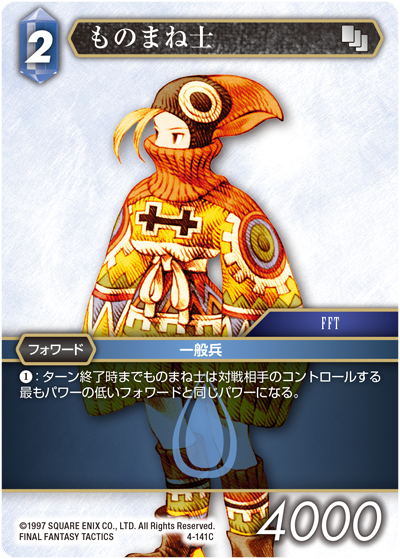 2
ものまね士
FFT
フォワード
一般兵
❶：ターン終了時までものまね士は対戦相手のコントロールする
最もパワーの低いフォワードと同じパワーになる。
©1997 SQUARE ENIX CO., LTD. All Rights Reserved.
FINAL FANTASY TACTICS
4-141C
4000